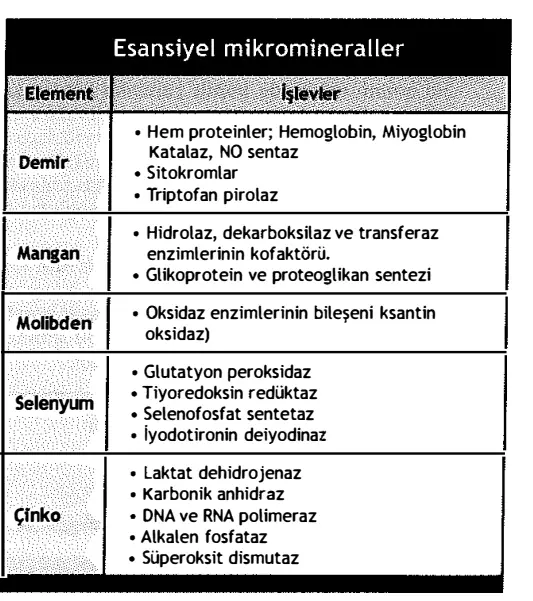 Esansiyel mikromineraller
Element İşlevler
Demir
• Hem proteinler; Hemoglobin, Miyoglobin
Katalaz, NO sentaz
• Sitokromlar
• Triptofan pirolaz
Mangan
• Hidrolaz, dekarboksilaz ve transferaz
enzimlerinin kofaktörü.
• Glikoprotein ve proteoglikan sentezi
Molibden
• Oksidaz enzimlerinin bileşeni ksantin
oksidaz)
Selenyum
• Glutatyon peroksidaz
• Tiyoredoksin redüktaz
• Selenofosfat sentetaz
• İyodotironin deiyodinaz
Çinko
• Laktat dehidrojenaz
• Karbonik anhidraz
• DNA ve RNA polimeraz
• Alkalen fosfataz
• Süperoksit dismutaz